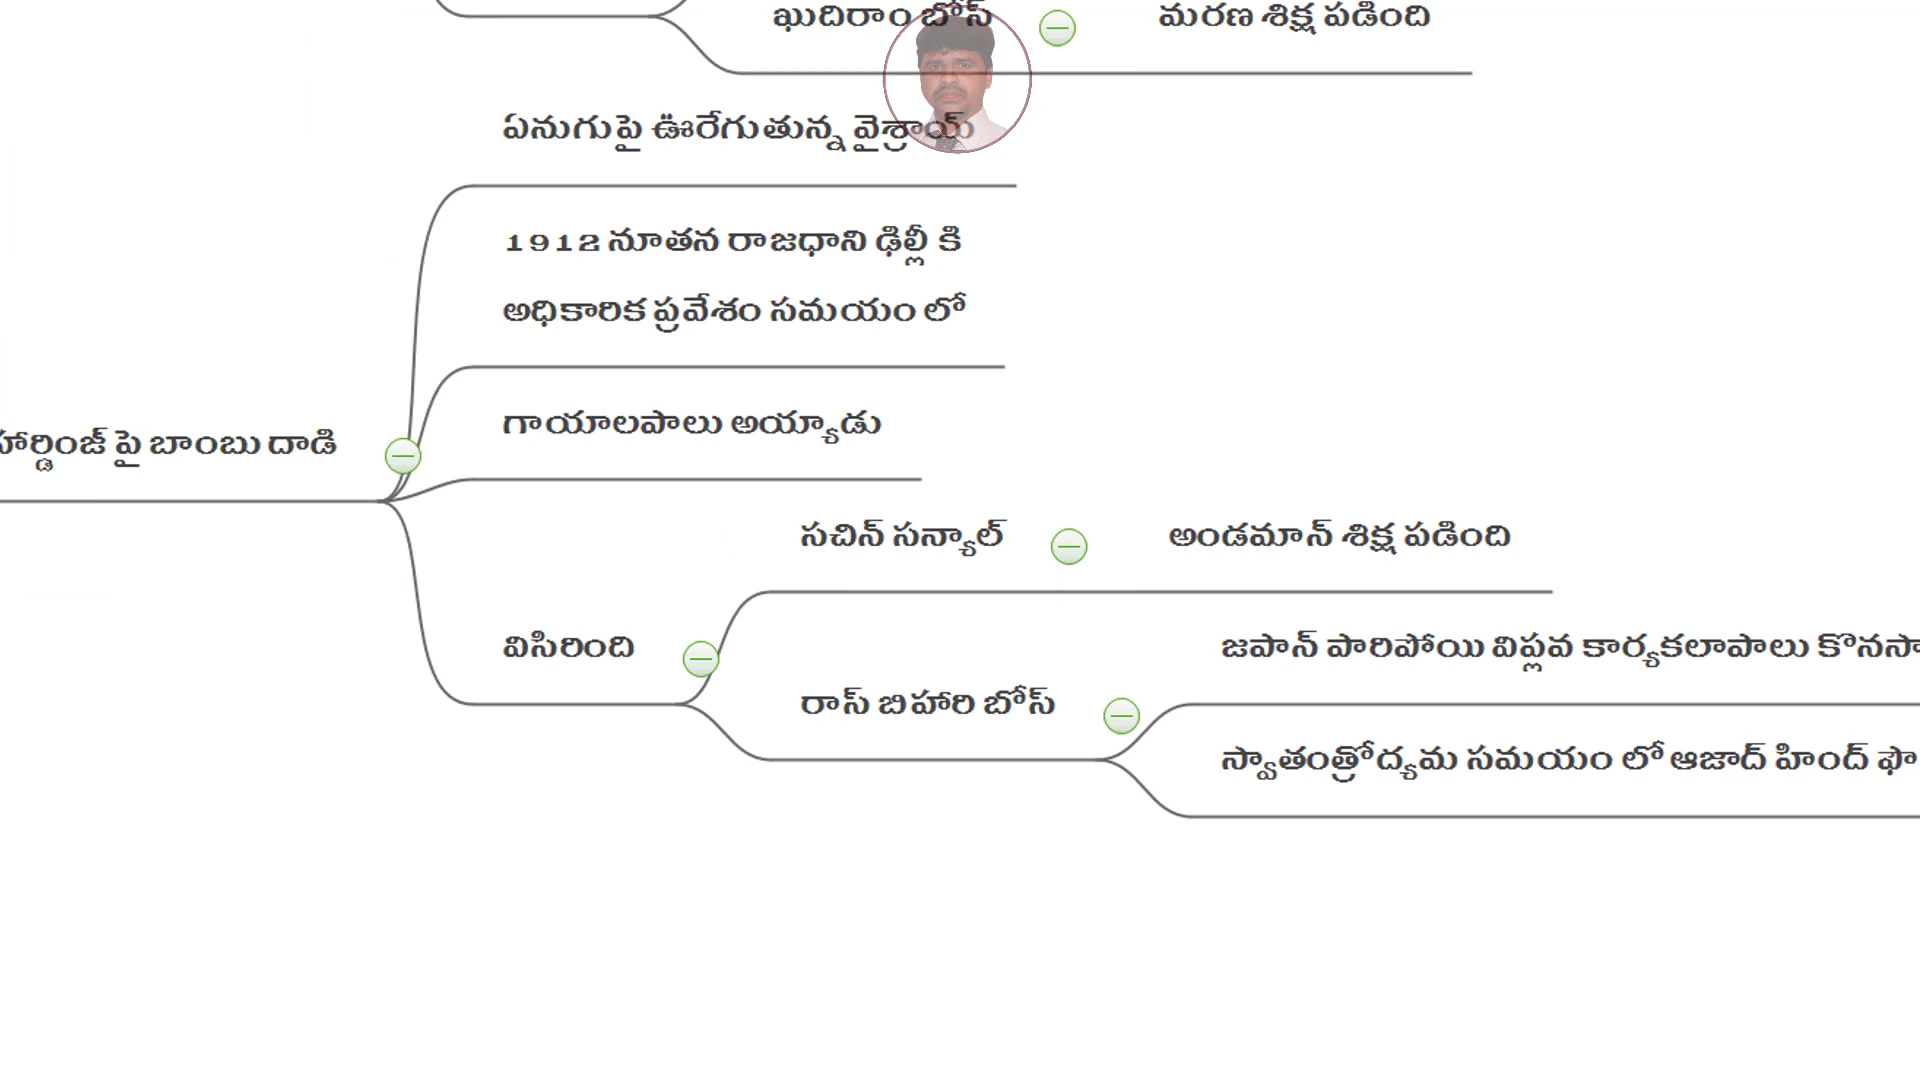 ఖుదిరాం బోస్ మరణ శిక్ష పడింది
ఏనుగుపై ఊరేగుతున్న వైశ్రాయ్
1912 నూతన రాజధాని ఢిల్లీ కి
అధికారిక ప్రవేశం సమయం లో
గాయాలపాలు అయ్యాడు
హార్డింజ్ పై బాంబు దాడి
సచిన్ సన్యాల్ అండమాన్ శిక్ష పడింది
విసిరింది
జపాన్ పారిపోయి విప్లవ కార్యకలాపాలు కొనసా
రాస్ బిహారి బోస్
స్వాతంత్రోద్యమ సమయం లో ఆజాద్ హింద్ ఫౌ